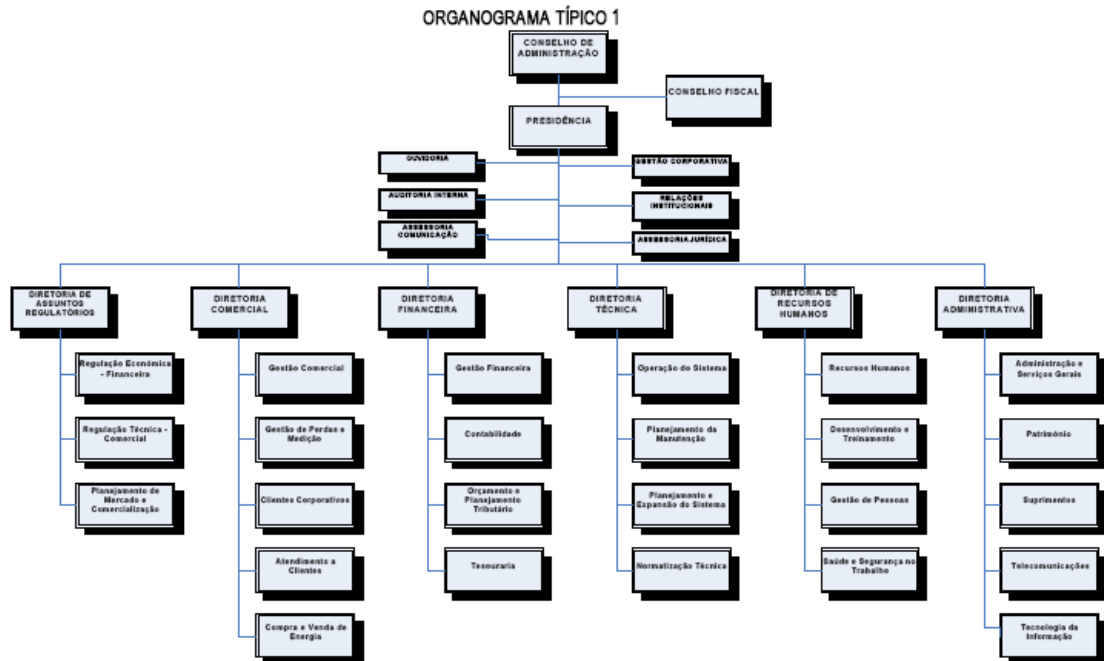 ORGANOGRAMA TÍPICO 1
CONSELHO DE
ADMINISTRAÇÃO
CONSELHO FISCAL
PRESIDÊNCIA
OUVIDORIA
GESTÃO CORPORATIVA
AUDITORIA INTERNA
RELAÇÕES
INSTITUCIONAIS
ASSESSORIA
COMUNICAÇÃO
ASSESSORIA JURÍDICA
DIRETORIA DE
ASSUNTOS
REGULATÓRIOS
DIRETORIA
COMERCIAL
DIRETORIA
FINANCEIRA
DIRETORIA
TÉCNICA
DIRETORIA DE
RECURSOS
HUMANOS
DIRETORIA
ADMINISTRATIVA
Regulação Econômica
- Financeira
Gestão Comercial
Gestão Financeira
Operação do Sistema
Recursos Humanos
Administração e
Serviços Gerais
Regulação Técnica -
Comercial
Gestão de Perdas e
Medição
Contabilidade
Planejamento da
Manutenção
Desenvolvimento e
Treinamento
Patrimônio
Planejamento de
Mercado e
Comercialização
Clientes Corporativos
Orçamento e
Planejamento
Tributário
Planejamento e
Expansão do Sistema
Gestão de Pessoas
Suprimentos
Atendimento a
Clientes
Tesouraria
Normatização Técnica
Saúde e Segurança no
Trabalho
Telecomunicações
Compra e Venda de
Energia
Tecnologia da
Informação